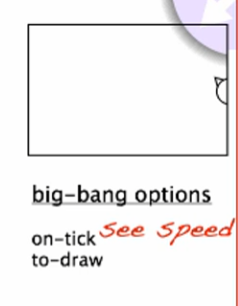 big-bang options
on-tick see speed
to-draw